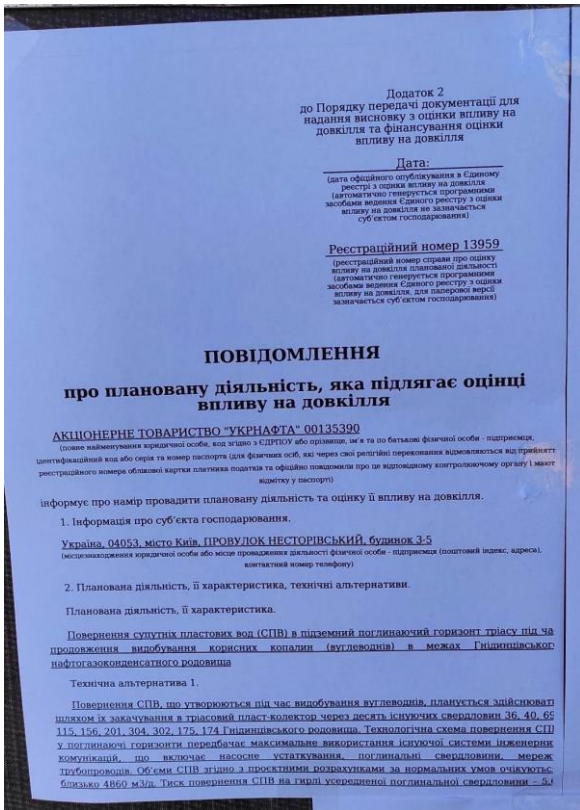 Додаток 2
до Порядку передачі документації для
надання висновку з оцінки впливу на
довкілля та фінансування оцінки
впливу на довкілля
Дата:
(дата офіційного опублікування в Єдиному
реєстрі з оцінки впливу на довкілля
(автоматично генерується програмними
засобами ведення Єдиного реєстру з оцінки
впливу на довкілля не зазначається
суб'єктом господарювання)
Реєстраційний номер 13959
(реєстраційний номер справи про оцінку
впливу на довкілля планованої діяльності
(автоматично генерується програмними
засобами ведення Єдиного реєстру з оцінки
впливу на довкілля, для паперової версії
зазначається суб'єктом господарювання)
ПОВІДОМЛЕННЯ
про плановану діяльність, яка підлягає оцінці
впливу на довкілля
АКЦІОНЕРНЕ ТОВАРИСТВО "УКРНАФТА" 00135390
(повне найменування юридичної особи, код згідно з ЄДРПОУ або прізвище, ім'я та по батькові фізичної особи - підприємця,
ідентифікаційний код або серія та номер паспорта (для фізичних осіб, які через свої релігійні переконання відмовляються від прийнятт
реєстраційного номера облікової картки платника податків та офіційно повідомили про це відповідному контролюючому органу і мают
відмітку у паспорті)
інформує про намір провадити плановану діяльність та оцінку її впливу на довкілля.
1. Інформація про суб'єкта господарювання.
Україна, 04053, місто Київ, ПРОВУЛОК НЕСТОРІВСЬКИЙ, будинок 3-5
(місцезнаходження юридичної особи або місце провадження діяльності фізичної особи - підприємця (поштовий індекс, адреса),
контактний номер телефону)
2. Планована діяльність, її характеристика, технічні альтернативи.
Планована діяльність, її характеристика.
Повернення супутніх пластових вод (СПВ) в підземний поглинаючий горизонт тріасу під ча
продовження видобування корисних копалин (вуглеводнів) в межах Гнідинцівськог
нафтогазоконденсатного родовища
Технічна альтернатива 1.
Повернення СПВ, що утворюються під час видобування вуглеводнів, планується здійснюват
шляхом їх закачування в тріасовий пласт-колектор через десять існуючих свердловин 36, 40, 69
115, 156, 201, 304, 302, 175, 174 Гнідинцівського родовища. Технологічна схема повернення СП
у поглинаючі горизонти передбачає максимальне використання існуючої системи інженерни
комунікацій, що включає насосне устаткування, поглинальні свердловини, мереж
трубопроводів. Об'єми СПВ згідно з проєктними розрахунками за нормальних умов очікуютьс
близько 4860 м3/д. Тиск повернення СПВ на гирлі усередненої поглинальної свердловини – 5,